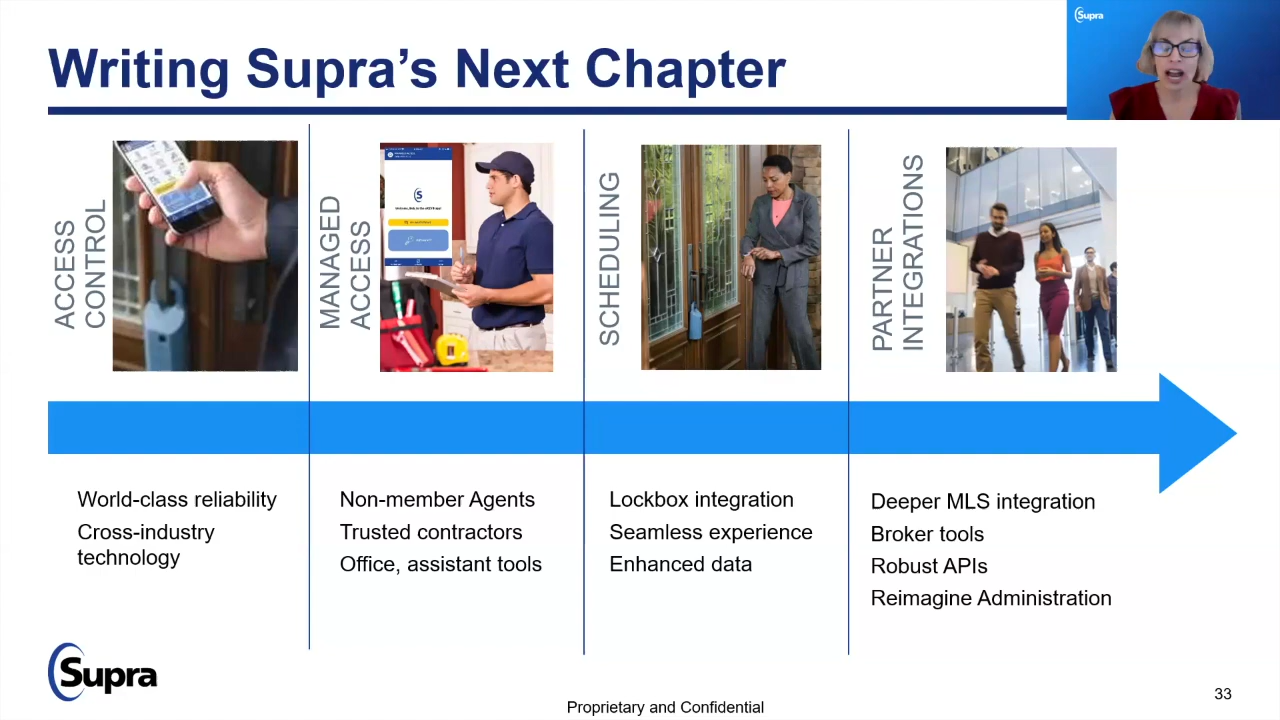 Writing Supra’s Next Chapter
Supra
ACCESS
CONTROL
MANAGED
ACCESS
SCHEDULING
PARTNER
INTEGRATIONS
World-class reliability
Cross-industry
technology
Non-member Agents
Trusted contractors
Office, assistant tools
Lockbox integration
Seamless experience
Enhanced data
Deeper MLS integration
Broker tools
Robust APIs
Reimagine Administration
Supra
Proprietary and Confidential
33